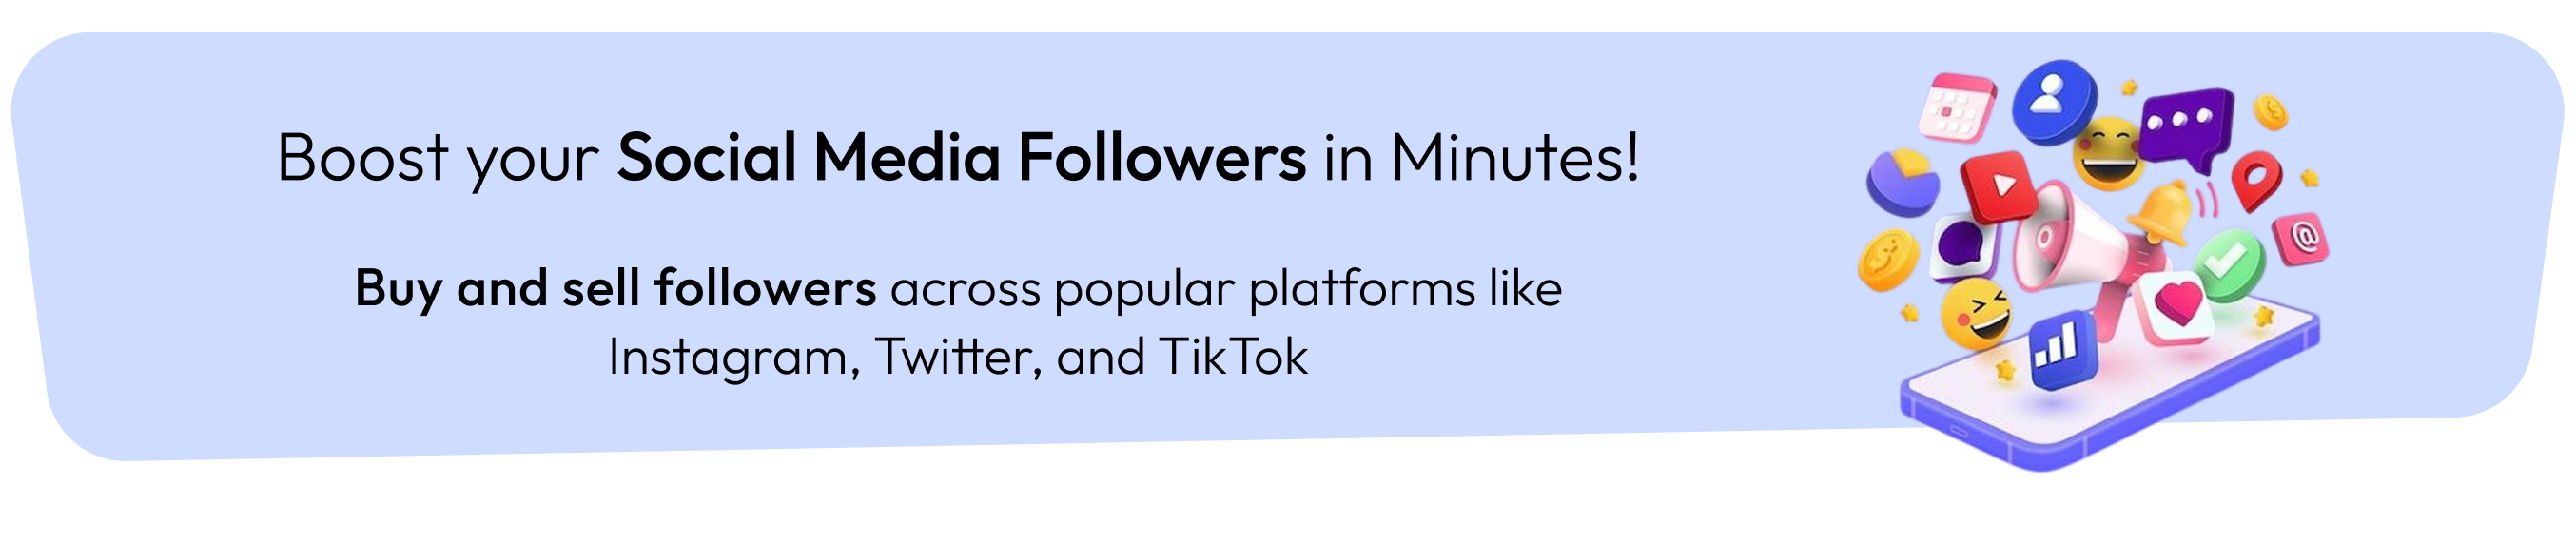 Boost your Social Media Followers in Minutes!
Buy and sell followers across popular platforms like
Instagram, Twitter, and TikTok